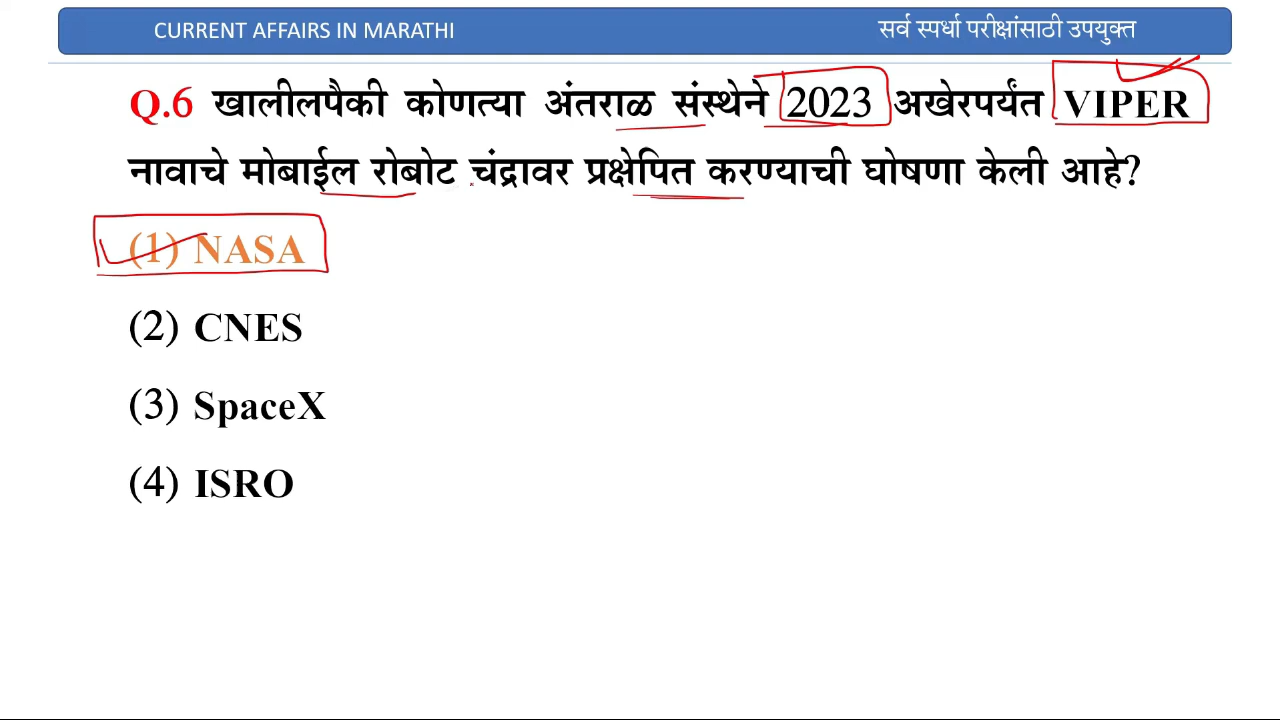 CURRENT AFFAIRS IN MARATHI
सर्व स्पर्धा परीक्षांसाठी उपयुक्त
Q.6 खालीलपैकी कोणत्या अंतराळ संस्थेने 2023 अखेरपर्यंत VIPER
नावाचे मोबाईल रोबोट चंद्रावर प्रक्षेपित करण्याची घोषणा केली आहे?
(1) NASA
(2) CNES
(3) SpaceX
(4) ISRO